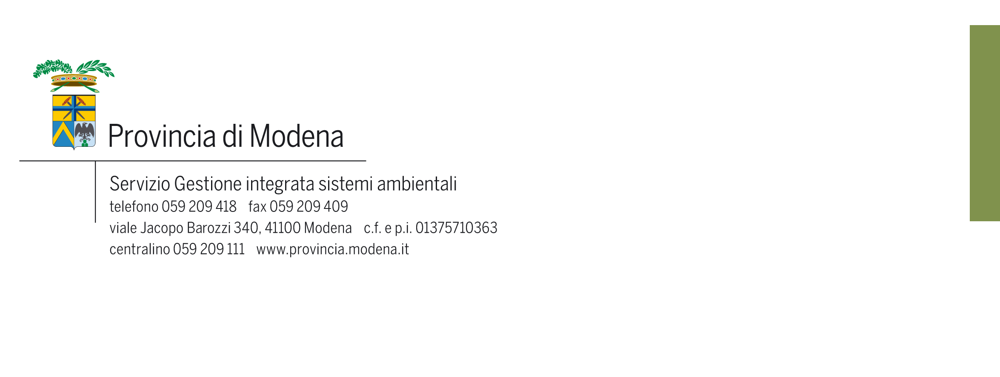 Provincia di Modena
Servizio Gestione integrata sistemi ambientali
telefono 059 209 418 fax 059 209 409
viale Jacopo Barozzi 340, 41100 Modena c.f. e p.i. 01375710363
centralino 059 209 111 www.provincia.modena.it